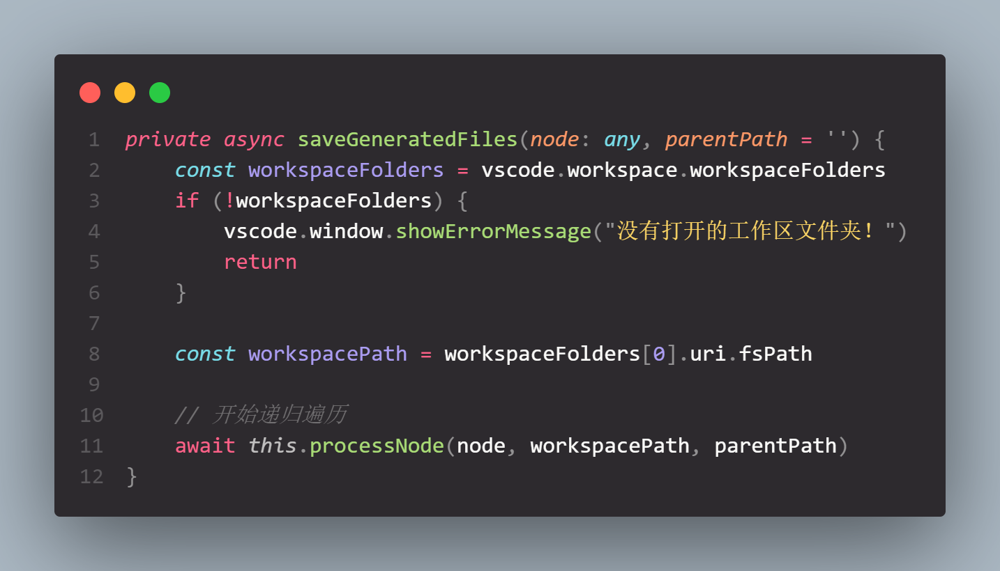 1 private async saveGeneratedFiles(node: any, parentPath = '') {
2     const workspaceFolders = vscode.workspace.workspaceFolders
3     if (!workspaceFolders) {
4         vscode.window.showErrorMessage("没有打开的工作区文件夹！")
5         return
6     }
7
8     const workspacePath = workspaceFolders[0].uri.fsPath
9
10     // 开始递归遍历
11     await this.processNode(node, workspacePath, parentPath)
12 }